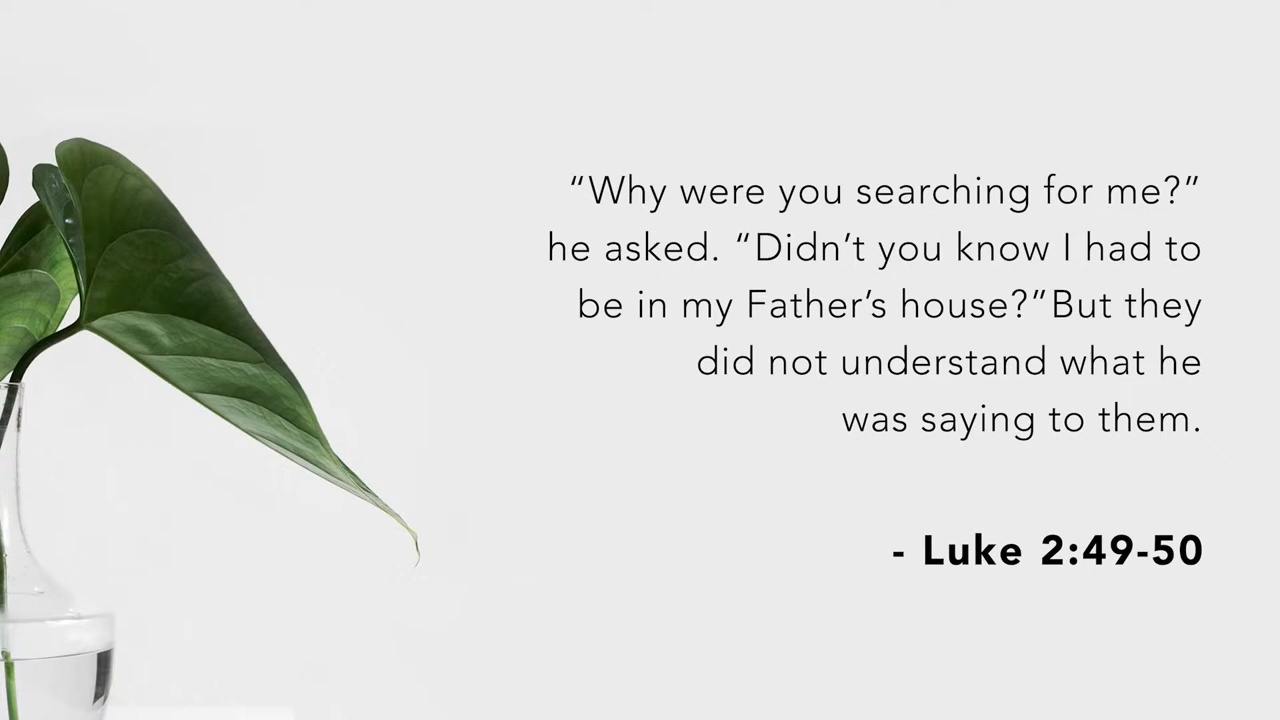 “Why were you searching for me?”
he asked. “Didn’t you know I had to
be in my Father’s house?”But they
did not understand what he
was saying to them.
- Luke 2:49-50